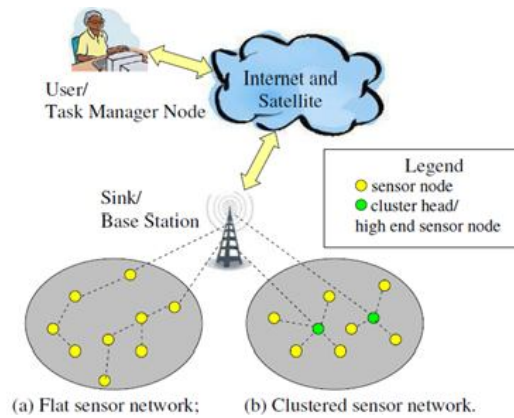 User/
Task Manager Node
Internet and
Satellite
Sink/
Base Station
Legend
sensor node
cluster head/
high end sensor node
(a) Flat sensor network;
(b) Clustered sensor network.